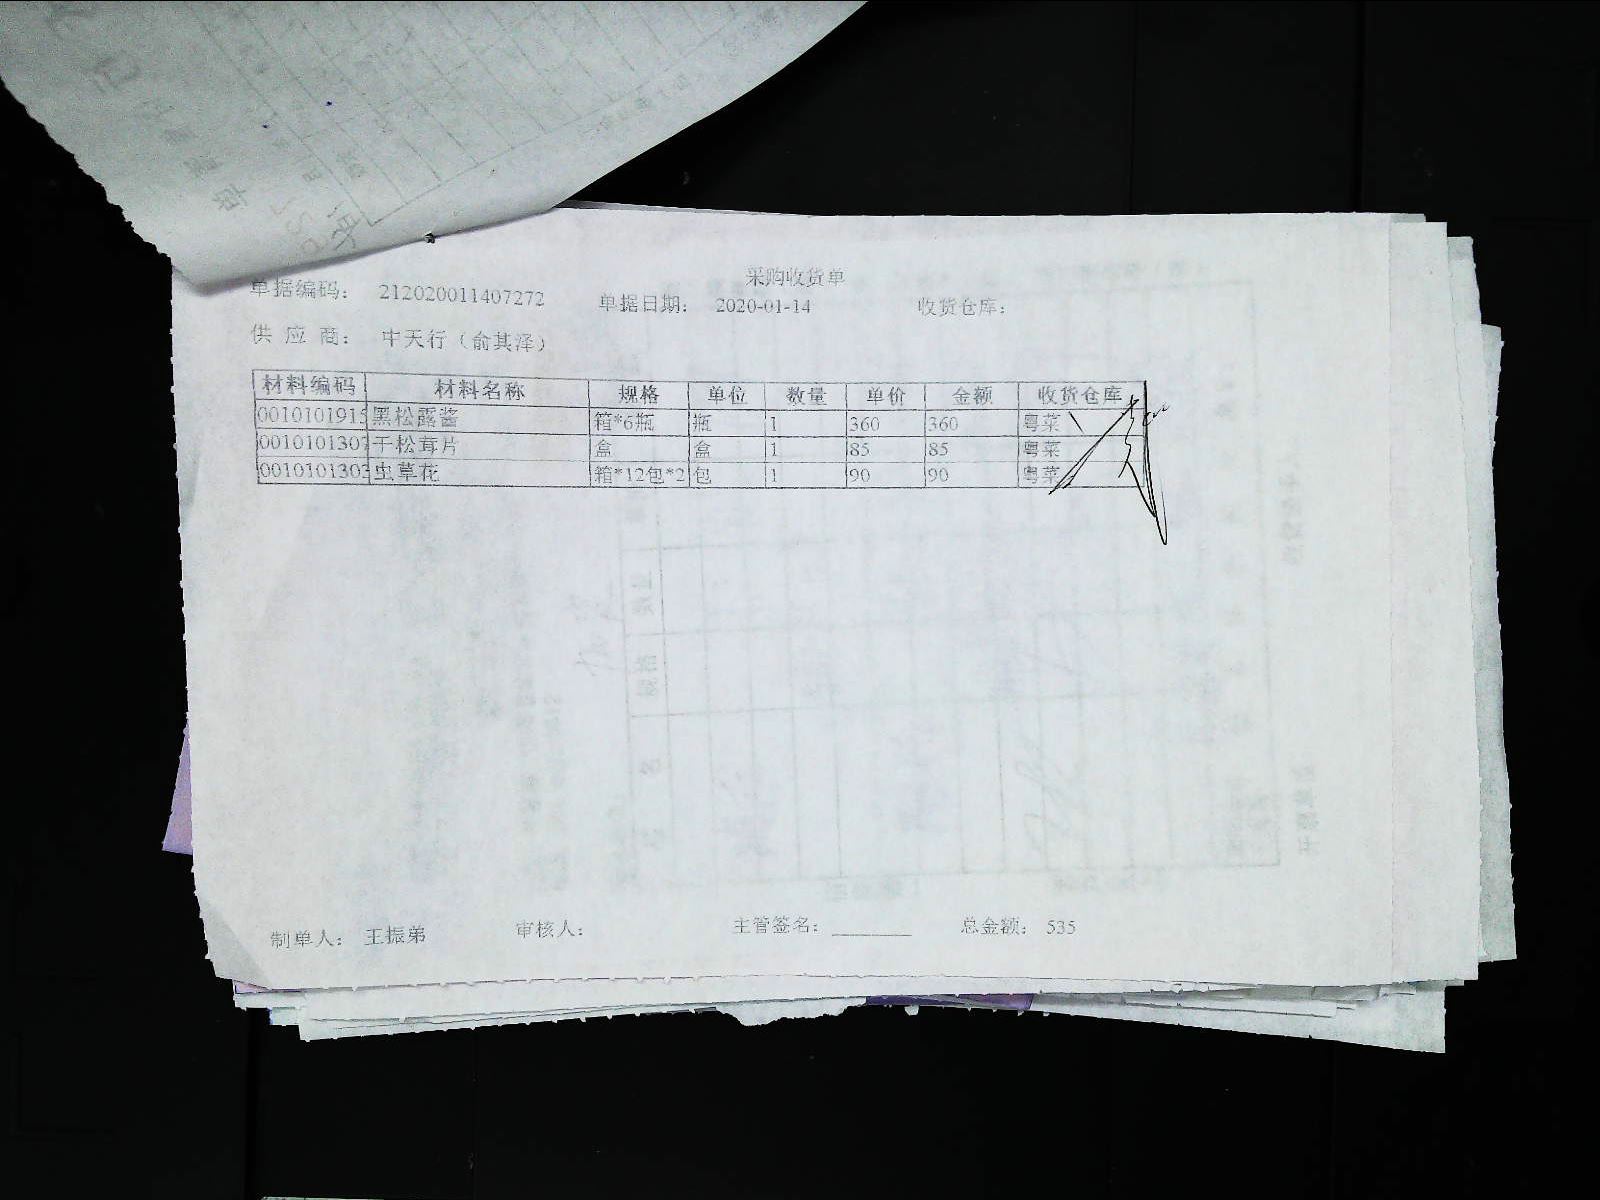 采购收货单
单据编码： 212020011407272 单据日期： 2020-01-14 收货仓库：
供 应 商： 中天行（俞其泽）
材料编码 材料名称 规格 单位 数量 单价 金额 收货仓库
0010101915 黑松露酱 箱*6瓶 瓶 1 360 360 粤菜
001010130 干松茸片 盒 盒 1 85 85 粤菜
001010130 虫草花 箱*12包*2 包 1 90 90 粤菜
制单人： 王振弟 审核人： 主管签名： ________ 总金额： 535